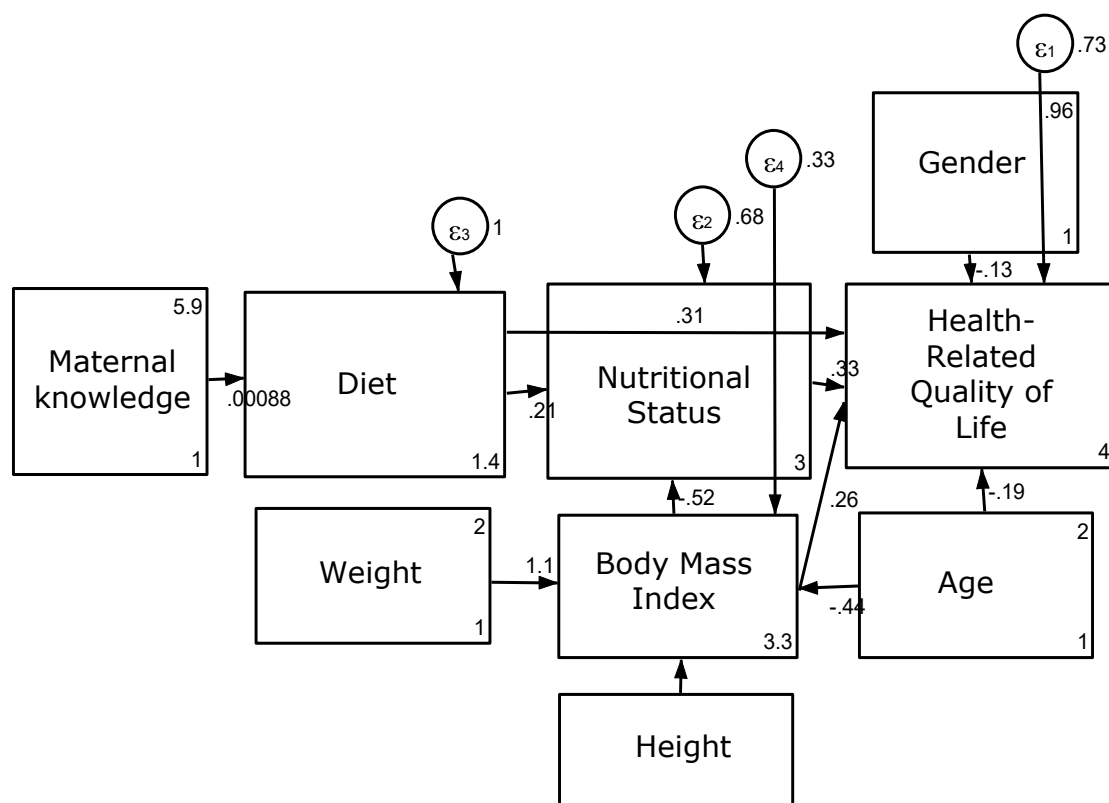 ε1 .73
.96
Gender
1
ε4 .33
ε2 .68
ε3 1
-.13
5.9
Maternal
knowledge
1
.00088
Diet
1.4
.31
.21
Nutritional
Status
3
.33
Health-
Related
Quality of
Life
4
-.52
.26
-.19
2
Weight
1
1.1
Body Mass
Index
3.3
-.44
2
Age
1
Height